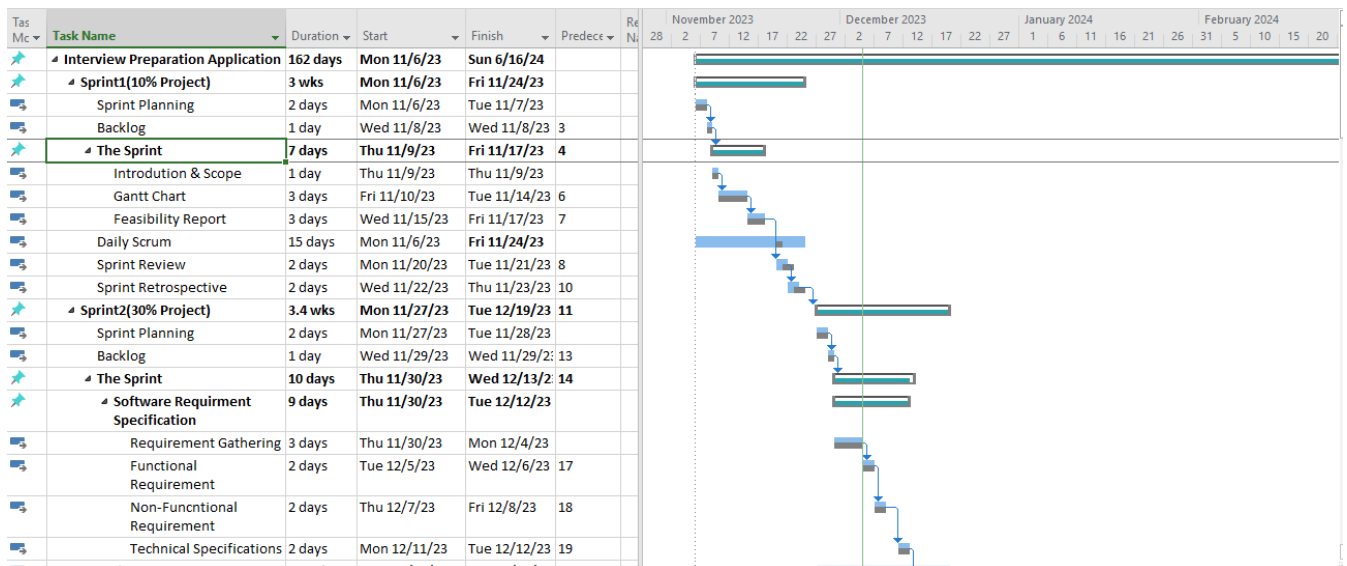 Tas
Mc
Task Name
Duration
Start
Finish
Predece
Re
Na
November 2023
December 2023
January 2024
February 2024
28 2 7 12 17 22 27 2 7 12 17 22 27 1 6 11 16 21 26 31 5 10 15 20
Interview Preparation Application 162 days Mon 11/6/23 Sun 6/16/24
Sprint1(10% Project) 3 wks Mon 11/6/23 Fri 11/24/23
Sprint Planning 2 days Mon 11/6/23 Tue 11/7/23
Backlog 1 day Wed 11/8/23 Wed 11/8/23 3
The Sprint 7 days Thu 11/9/23 Fri 11/17/23 4
Introdution & Scope 1 day Thu 11/9/23 Thu 11/9/23
Gantt Chart 3 days Fri 11/10/23 Tue 11/14/23 6
Feasibility Report 3 days Wed 11/15/23 Fri 11/17/23 7
Daily Scrum 15 days Mon 11/6/23 Fri 11/24/23
Sprint Review 2 days Mon 11/20/23 Tue 11/21/23 8
Sprint Retrospective 2 days Wed 11/22/23 Thu 11/23/23 10
Sprint2(30% Project) 3.4 wks Mon 11/27/23 Tue 12/19/23 11
Sprint Planning 2 days Mon 11/27/23 Tue 11/28/23
Backlog 1 day Wed 11/29/23 Wed 11/29/23 13
The Sprint 10 days Thu 11/30/23 Wed 12/13/2 14
Software Requirment 9 days Thu 11/30/23 Tue 12/12/23
Specification
Requirement Gathering 3 days Thu 11/30/23 Mon 12/4/23
Functional 2 days Tue 12/5/23 Wed 12/6/23 17
Requirement
Non-Funcntional 2 days Thu 12/7/23 Fri 12/8/23 18
Requirement
Technical Specifications 2 days Mon 12/11/23 Tue 12/12/23 19